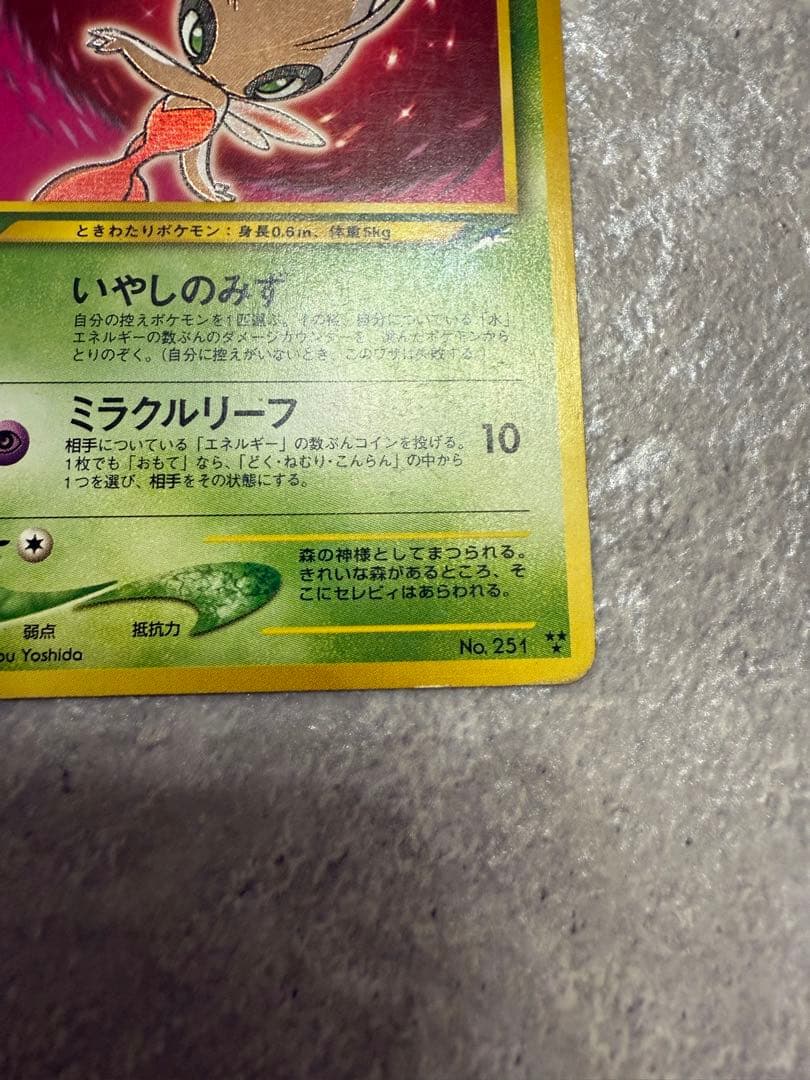 ときわたりポケモン：身長0.6m、体重5kg
いやしのみず
自分の控えポケモンを1匹選ぶ。その後、自分についている「水」
エネルギーの数ぶんのダメージカウンターを、選んだポケモンから
とりのぞく。（自分に控えがいないとき、このワザは失敗する。）
ミラクルリーフ
10
相手についている「エネルギー」の数ぶんコインを投げる。
1枚でも「おもて」なら、「どく・ねむり・こんらん」の中から
1つを選び、相手をその状態にする。
森の神様としてまつられる。
きれいな森があるところ、そ
こにセレビィはあらわれる。
弱点 抵抗力
Yoshida
No. 251